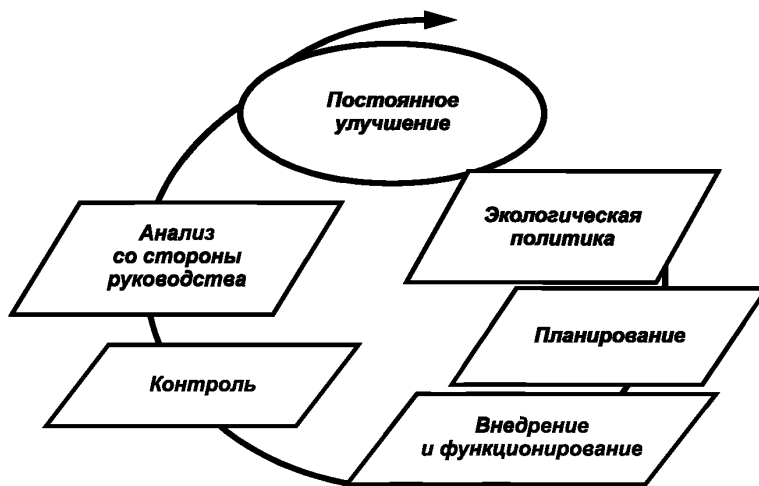 Постоянное
улучшение
Экологическая
политика
Планирование
Внедрение
и функционирование
Контроль
Анализ
со стороны
руководства